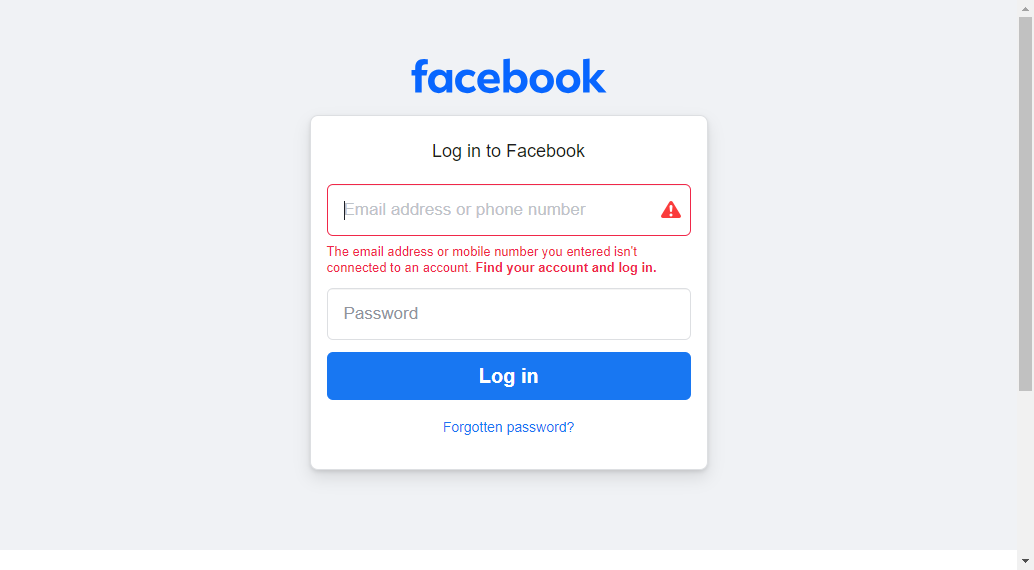 facebook
Log in to Facebook
Email address or phone number
The email address or mobile number you entered isn't
connected to an account. Find your account and log in.
Password
Log in
Forgotten password?